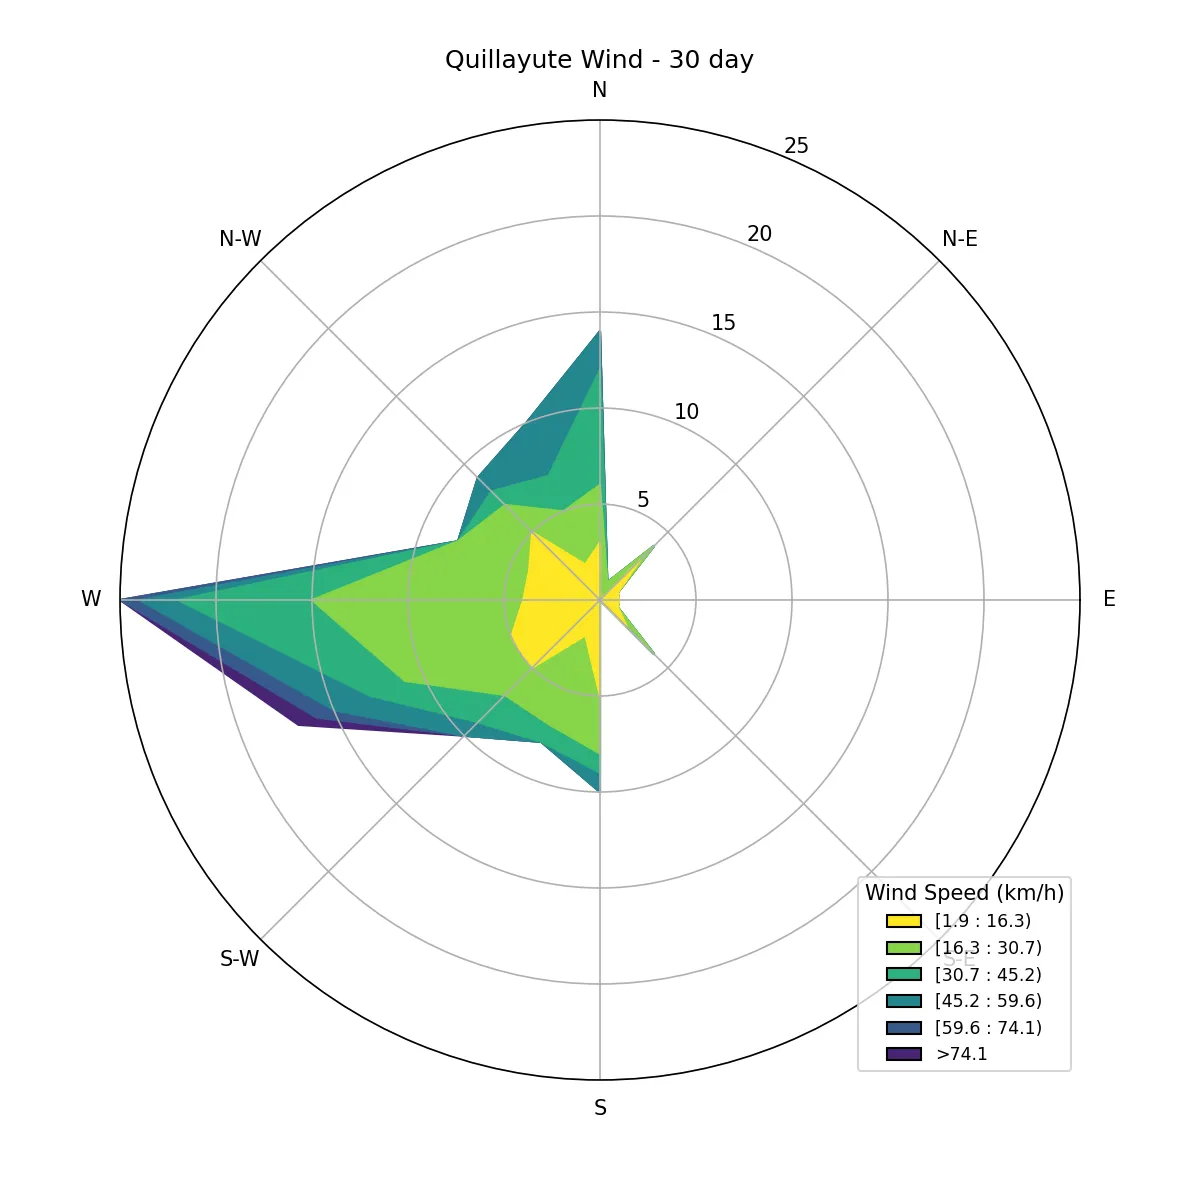 Quillayute Wind - 30 day
N
25
N-W
20
N-E
15
10
5
W
E
Wind Speed (km/h)
[1.9 : 16.3)
[16.3 : 30.7)
S-W
S-E
[30.7 : 45.2)
[45.2 : 59.6)
[59.6 : 74.1)
>74.1
S